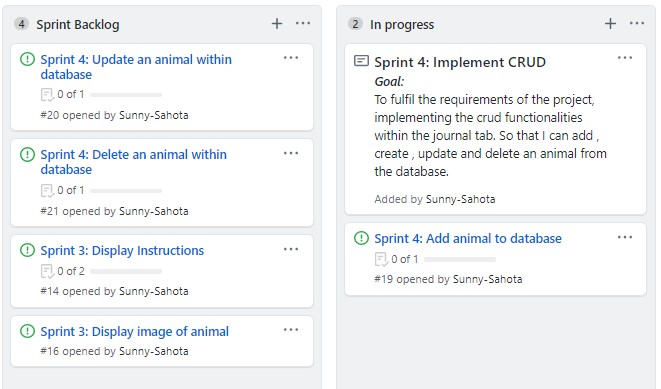 4 Sprint Backlog
Sprint 4: Update an animal within
database
0 of 1
#20 opened by Sunny-Sahota
Sprint 4: Delete an animal within
database
0 of 1
#21 opened by Sunny-Sahota
Sprint 3: Display Instructions
0 of 2
#14 opened by Sunny-Sahota
Sprint 3: Display image of animal
#16 opened by Sunny-Sahota
2 In progress
Sprint 4: Implement CRUD
Goal:
To fulfil the requirements of the project,
implementing the crud functionalities
within the journal tab. So that I can add ,
create , update and delete an animal from
the database.
Added by Sunny-Sahota
Sprint 4: Add animal to database
0 of 1
#19 opened by Sunny-Sahota